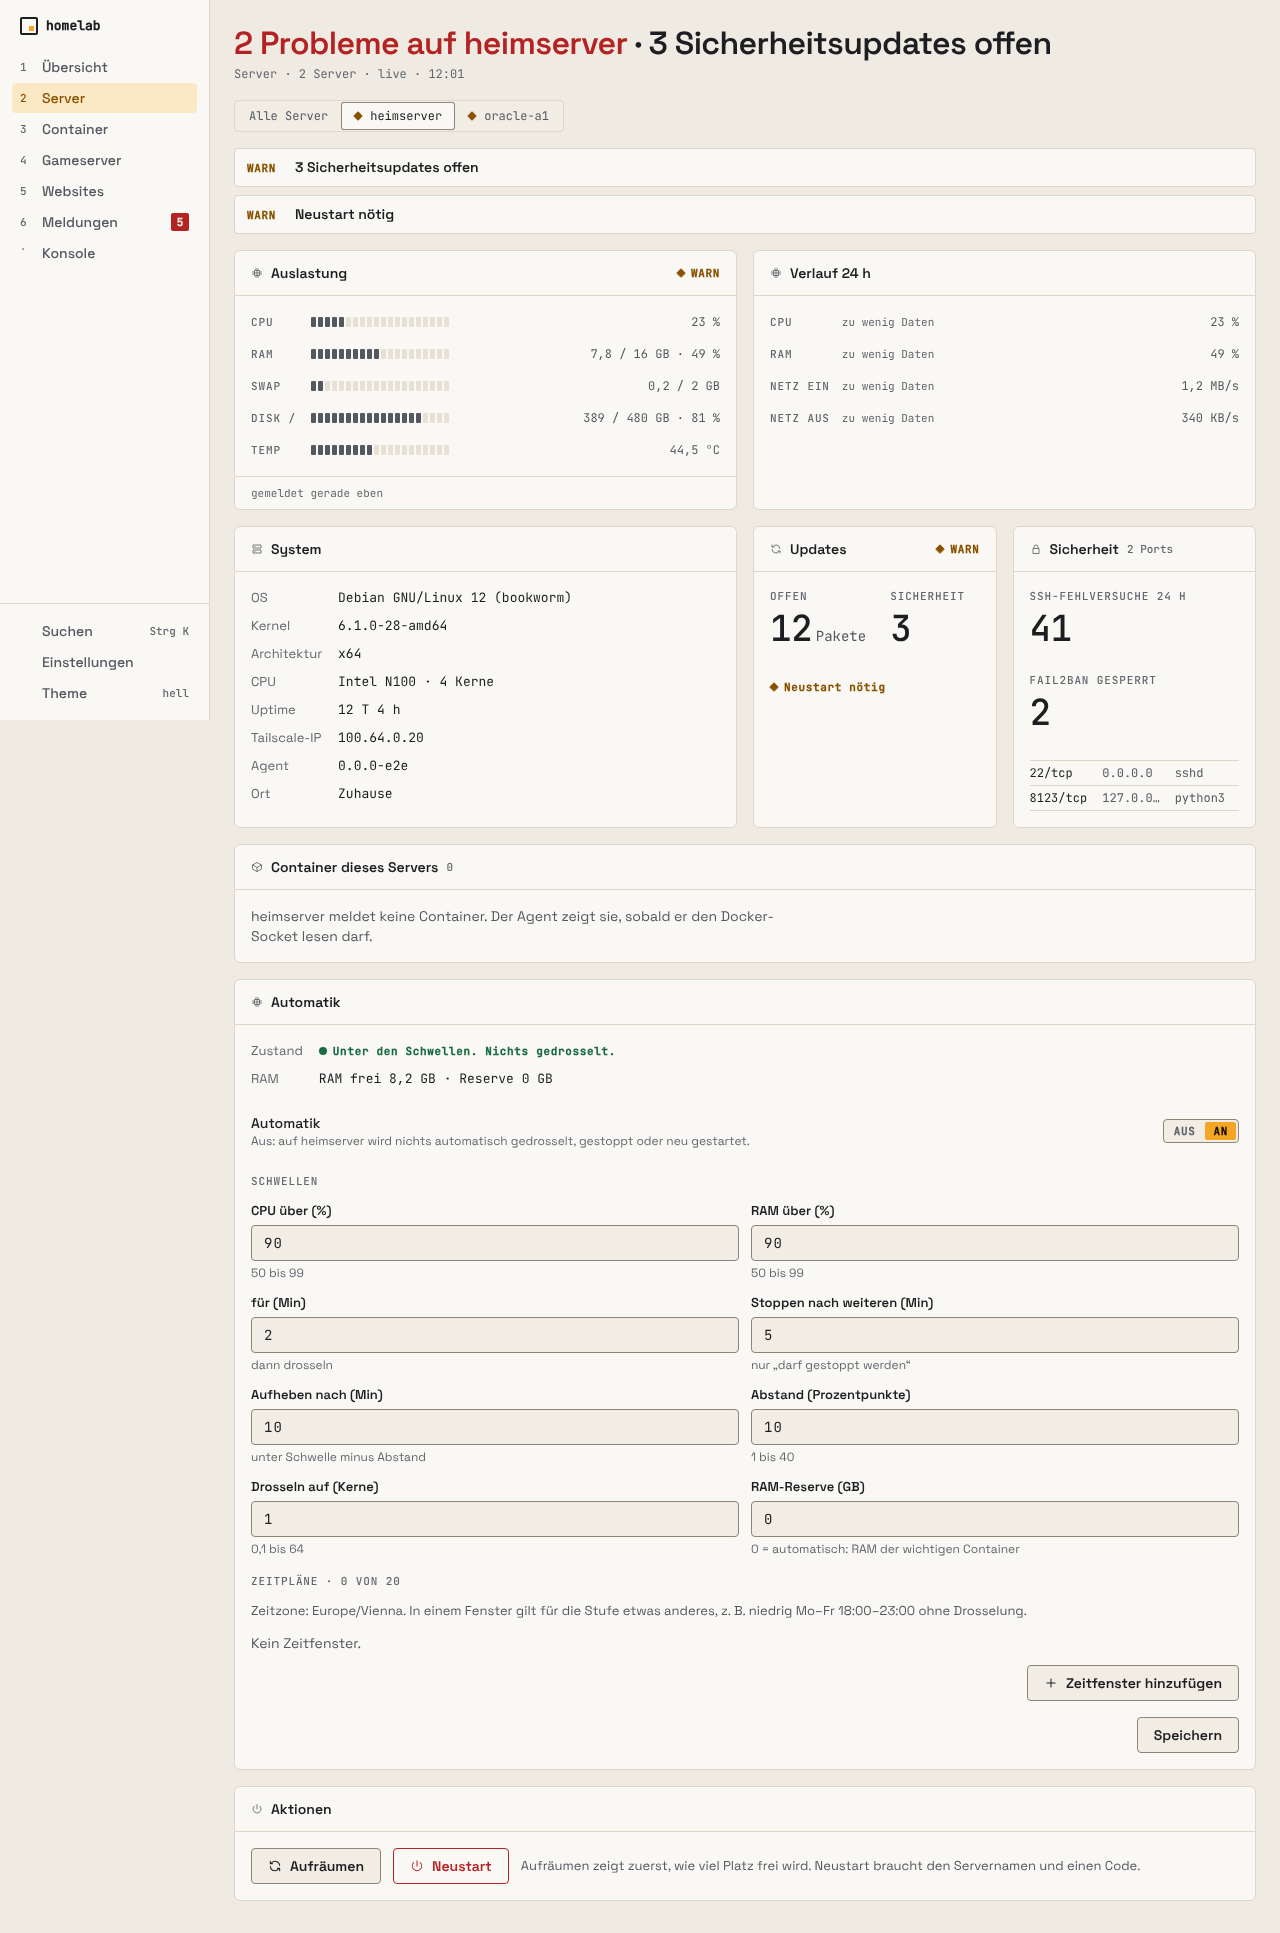 homelab
1 Übersicht
2 Server
3 Container
4 Gameserver
5 Websites
6 Meldungen 5
` Konsole
Suchen Strg K
Einstellungen
Theme hell
2 Probleme auf heimserver · 3 Sicherheitsupdates offen
Server · 2 Server · live · 12:01
Alle Server ◆ heimserver ◆ oracle-a1
WARN 3 Sicherheitsupdates offen
WARN Neustart nötig
Auslastung ◆ WARN
CPU 23 %
RAM 7,8 / 16 GB · 49 %
SWAP 0,2 / 2 GB
DISK / 389 / 480 GB · 81 %
TEMP 44,5 °C
gemeldet gerade eben
Verlauf 24 h
CPU zu wenig Daten 23 %
RAM zu wenig Daten 49 %
NETZ EIN zu wenig Daten 1,2 MB/s
NETZ AUS zu wenig Daten 340 KB/s
System
OS Debian GNU/Linux 12 (bookworm)
Kernel 6.1.0-28-amd64
Architektur x64
CPU Intel N100 · 4 Kerne
Uptime 12 T 4 h
Tailscale-IP 100.64.0.20
Agent 0.0.0-e2e
Ort Zuhause
Updates ◆ WARN
OFFEN SICHERHEIT
12 Pakete 3
◆ Neustart nötig
Sicherheit 2 Ports
SSH-FEHLVERSUCHE 24 H
41
FAIL2BAN GESPERRT
2
22/tcp 0.0.0.0 sshd
8123/tcp 127.0.0… python3
Container dieses Servers 0
heimserver meldet keine Container. Der Agent zeigt sie, sobald er den Docker-
Socket lesen darf.
Automatik
Zustand ● Unter den Schwellen. Nichts gedrosselt.
RAM RAM frei 8,2 GB · Reserve 0 GB
Automatik
Aus: auf heimserver wird nichts automatisch gedrosselt, gestoppt oder neu gestartet.
AUS AN
SCHWELLEN
CPU über (%) RAM über (%)
90 90
50 bis 99 50 bis 99
für (Min) Stoppen nach weiteren (Min)
2 5
dann drosseln nur „darf gestoppt werden“
Aufheben nach (Min) Abstand (Prozentpunkte)
10 10
unter Schwelle minus Abstand 1 bis 40
Drosseln auf (Kerne) RAM-Reserve (GB)
1 0
0,1 bis 64 0 = automatisch: RAM der wichtigen Container
ZEITPLÄNE · 0 VON 20
Zeitzone: Europe/Vienna. In einem Fenster gilt für die Stufe etwas anderes, z. B. niedrig Mo–Fr 18:00–23:00 ohne Drosselung.
Kein Zeitfenster.
+ Zeitfenster hinzufügen
Speichern
Aktionen
Aufräumen Neustart Aufräumen zeigt zuerst, wie viel Platz frei wird. Neustart braucht den Servernamen und einen Code.